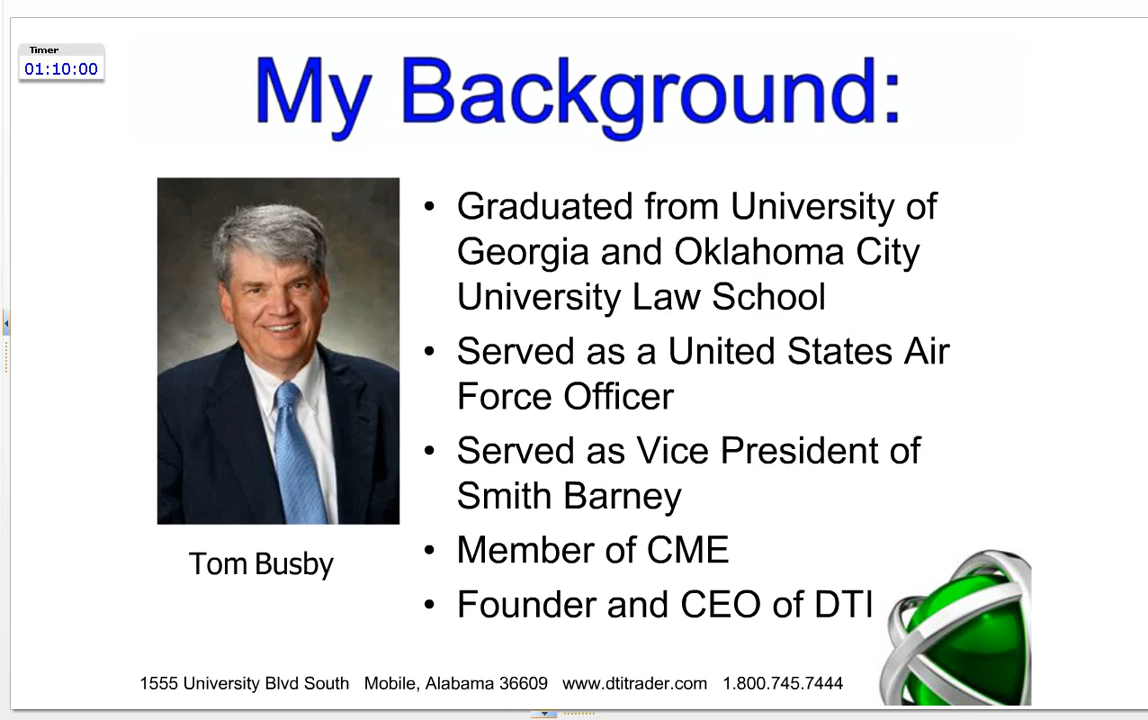 Timer
01:10:00
My Background:
• Graduated from University of
Georgia and Oklahoma City
University Law School
• Served as a United States Air
Force Officer
• Served as Vice President of
Smith Barney
• Member of CME
• Founder and CEO of DTI
Tom Busby
1555 University Blvd South   Mobile, Alabama 36609   www.dtitrader.com   1.800.745.7444